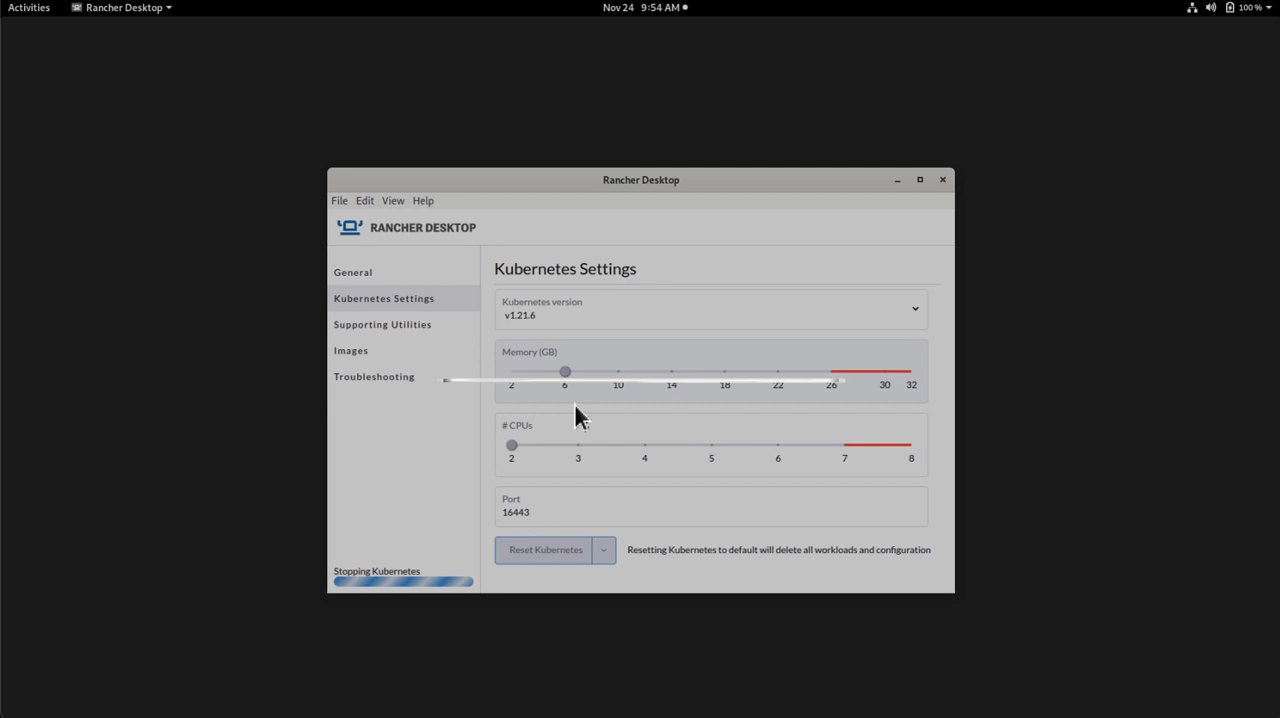 Activities Rancher Desktop Nov 24 9:54 AM 100 %
Rancher Desktop
File Edit View Help
RANCHER DESKTOP
General
Kubernetes Settings
Supporting Utilities
Images
Troubleshooting
Stopping Kubernetes
Kubernetes Settings
Kubernetes version
v1.21.6
Memory (GB)
2 6 10 14 18 22 26 30 32
# CPUs
2 3 4 5 6 7 8
Port
16443
Reset Kubernetes Resetting Kubernetes to default will delete all workloads and configuration